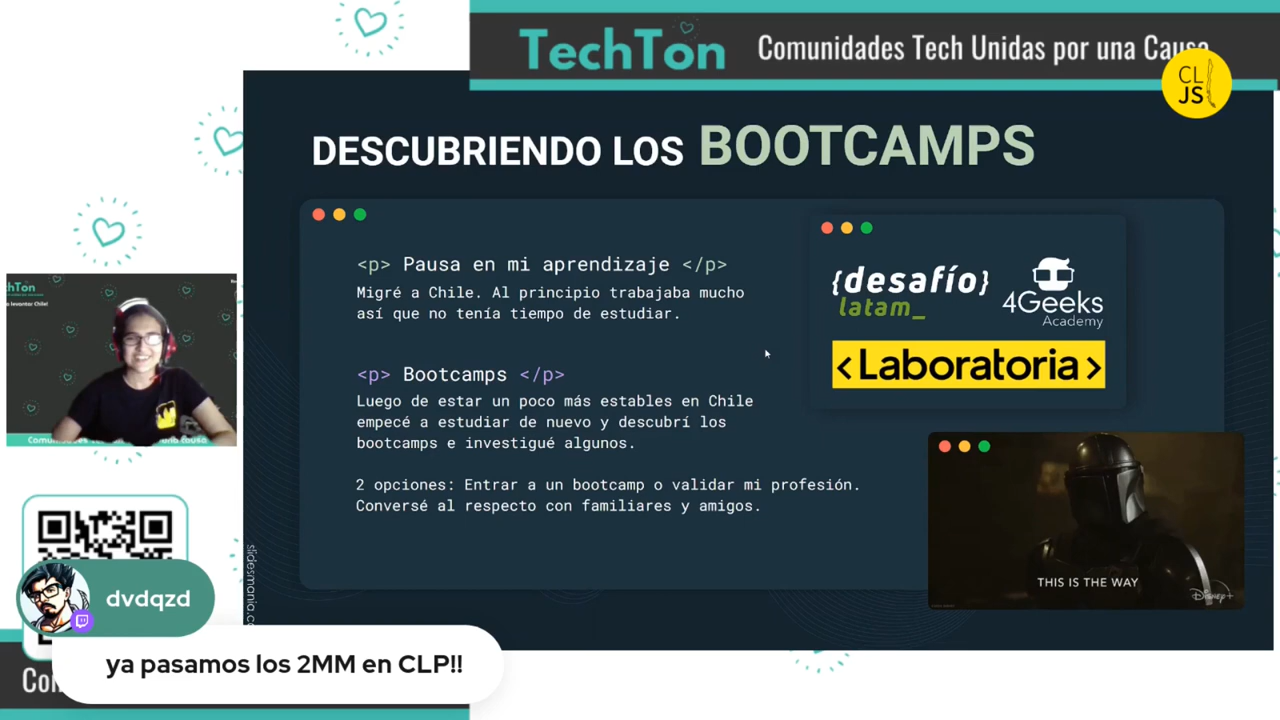 TechTon
Comunidades Tech Unidas por una Causa
CL
JS
DESCUBRIENDO LOS BOOTCAMPS
<p> Pausa en mi aprendizaje </p>
Migré a Chile. Al principio trabajaba mucho
así que no tenía tiempo de estudiar.
<p> Bootcamps </p>
Luego de estar un poco más estables en Chile
empecé a estudiar de nuevo y descubrí los
bootcamps e investigué algunos.
2 opciones: Entrar a un bootcamp o validar mi profesión.
Conversé al respecto con familiares y amigos.
{desafío}
latam_
4Geeks
Academy
<Laboratoria>
THIS IS THE WAY
Disney+
slidesmania.c
dvdqzd
ya pasamos los 2MM en CLP!!